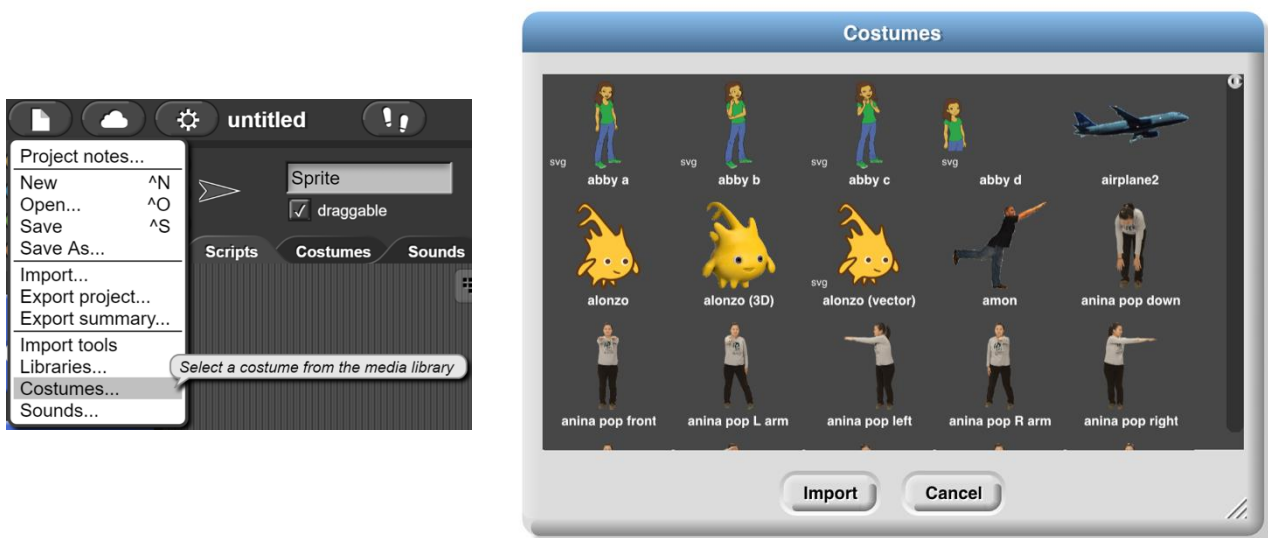 untitled
Project notes...
New ^N
Open... ^O
Save ^S
Save As...
Import...
Export project...
Export summary...
Import tools
Libraries...
Costumes...
Sounds...
Select a costume from the media library
Sprite
draggable
Scripts Costumes Sounds
Costumes
svg svg svg svg
abby a abby b abby c abby d airplane2
svg
alonzo alonzo (3D) alonzo (vector) amon anina pop down
anina pop front anina pop L arm anina pop left anina pop R arm anina pop right
Import Cancel